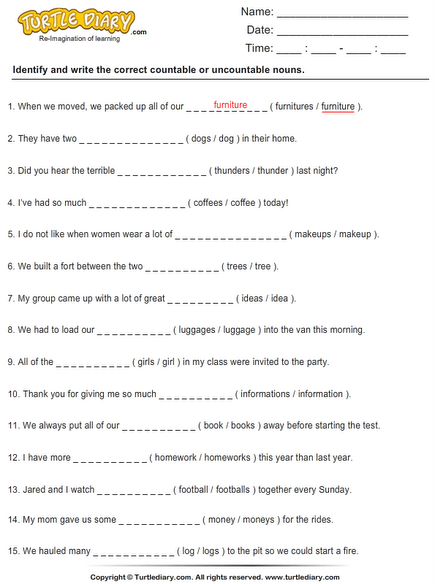 TURTLE DIARY.com
Re-Imagination of learning
Name: ____________________
Date: ____________________
Time: ____ : ____ - ____ : ____
Identify and write the correct countable or uncountable nouns.
1. When we moved, we packed up all of our _ _ _ furniture _ _ _ ( furnitures / furniture ).
2. They have two _ _ _ _ _ _ _ _ _ _ _ _ _ _ ( dogs / dog ) in their home.
3. Did you hear the terrible _ _ _ _ _ _ _ _ _ _ _ _ ( thunders / thunder ) last night?
4. I've had so much _ _ _ _ _ _ _ _ _ _ _ _ _ ( coffees / coffee ) today!
5. I do not like when women wear a lot of _ _ _ _ _ _ _ _ _ _ _ _ _ _ _ ( makeups / makeup ).
6. We built a fort between the two _ _ _ _ _ _ _ _ _ _ ( trees / tree ).
7. My group came up with a lot of great _ _ _ _ _ _ _ _ _ ( ideas / idea ).
8. We had to load our _ _ _ _ _ _ _ _ _ _ ( luggages / luggage ) into the van this morning.
9. All of the _ _ _ _ _ _ _ _ _ _ ( girls / girl ) in my class were invited to the party.
10. Thank you for giving me so much _ _ _ _ _ _ _ _ _ _ ( informations / information ).
11. We always put all of our _ _ _ _ _ _ _ _ _ _ ( book / books ) away before starting the test.
12. I have more _ _ _ _ _ _ _ _ _ _ ( homework / homeworks ) this year than last year.
13. Jared and I watch _ _ _ _ _ _ _ _ _ _ ( football / footballs ) together every Sunday.
14. My mom gave us some _ _ _ _ _ _ _ _ _ _ _ ( money / moneys ) for the rides.
15. We hauled many _ _ _ _ _ _ _ _ _ _ _ ( log / logs ) to the pit so we could start a fire.
Copyright © Turtlediary.com. All rights reserved. www.turtlediary.com